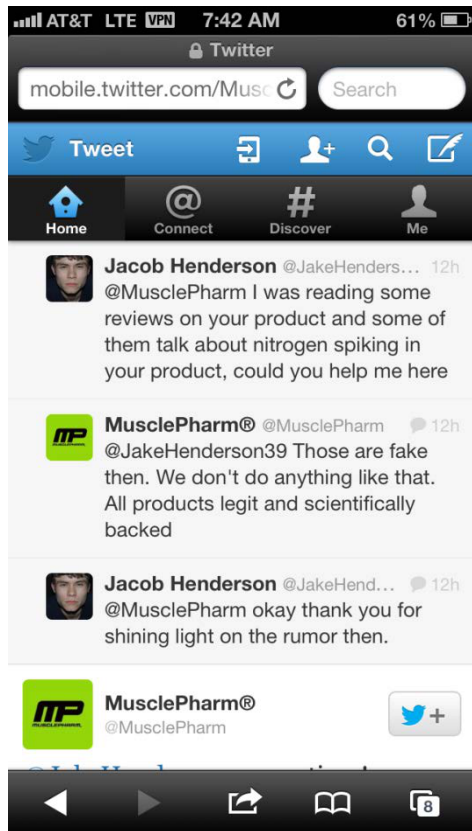 AT&T LTE VPN 7:42 AM 61%
Twitter
mobile.twitter.com/Musc Search
Tweet
Home Connect Discover Me
Jacob Henderson @JakeHenders... 12h
@MusclePharm I was reading some
reviews on your product and some of
them talk about nitrogen spiking in
your product, could you help me here
MP
MusclePharm® @MusclePharm 12h
@JakeHenderson39 Those are fake
then. We don't do anything like that.
All products legit and scientifically
backed
Jacob Henderson @JakeHend... 12h
@MusclePharm okay thank you for
shining light on the rumor then.
MP
MUSCLEPHARM
MusclePharm®
@MusclePharm
8